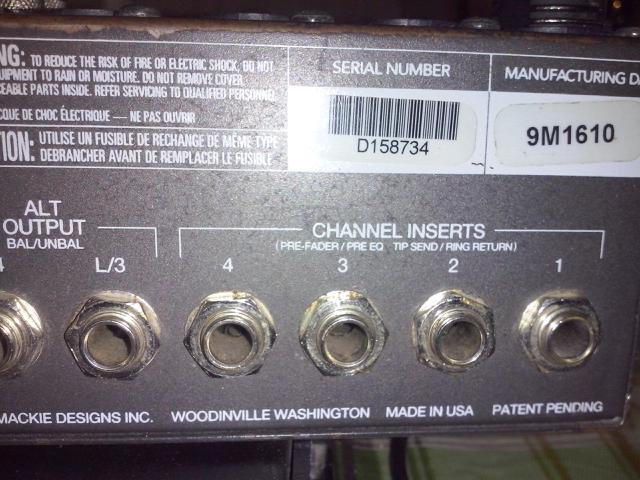 NG: TO REDUCE THE RISK OF FIRE OR ELECTRIC SHOCK, DO NOT
EQUIPMENT TO RAIN OR MOISTURE. DO NOT REMOVE COVER.
CEABLE PARTS INSIDE. REFER SERVICING TO QUALIFIED PERSONNEL
CQUE DE CHOC ÉLECTRIQUE — NE PAS OUVRIR
TION: UTILISE UN FUSIBLE DE RECHANGE DE MÊME TYPE
DEBRANCHER AVANT DE REMPLACER LE FUSIBLE
SERIAL NUMBER
D158734
MANUFACTURING D
9M1610
ALT
OUTPUT
BAL/UNBAL
4
L/3
CHANNEL INSERTS
(PRE-FADER / PRE EQ TIP SEND / RING RETURN)
4 3 2 1
MACKIE DESIGNS INC. WOODINVILLE WASHINGTON MADE IN USA PATENT PENDING